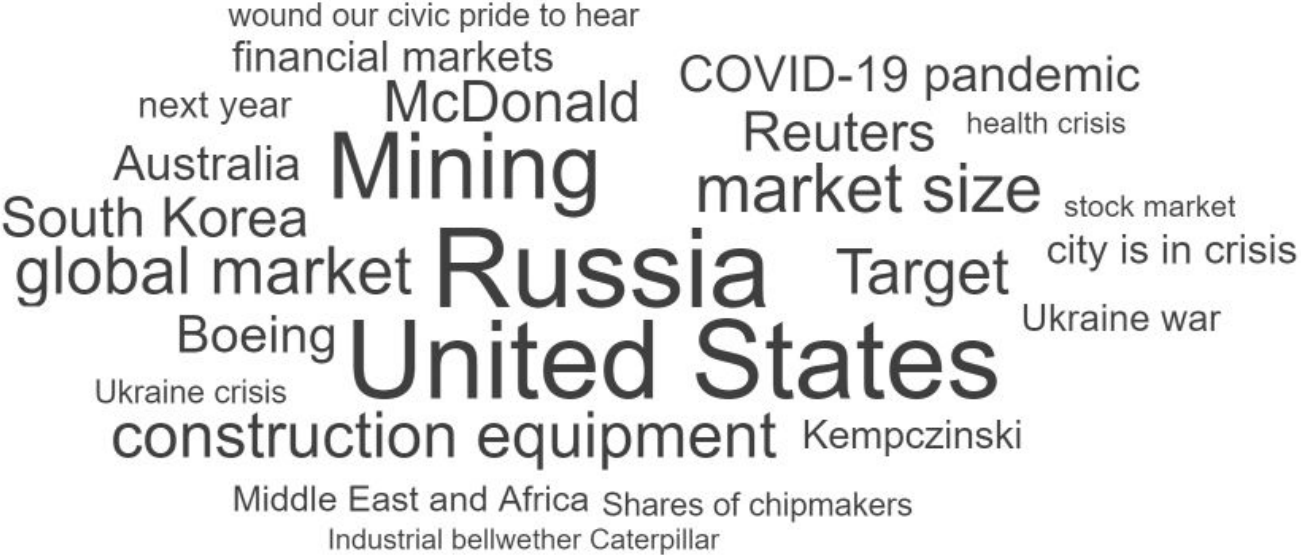 wound our civic pride to hear
financial markets
COVID-19 pandemic
next year
McDonald
Reuters
health crisis
Australia
Mining
market size
stock market
South Korea
city is in crisis
global market
Russia
Target
Ukraine war
Boeing
United States
Ukraine crisis
construction equipment
Kempczinski
Middle East and Africa
Shares of chipmakers
Industrial bellwether Caterpillar